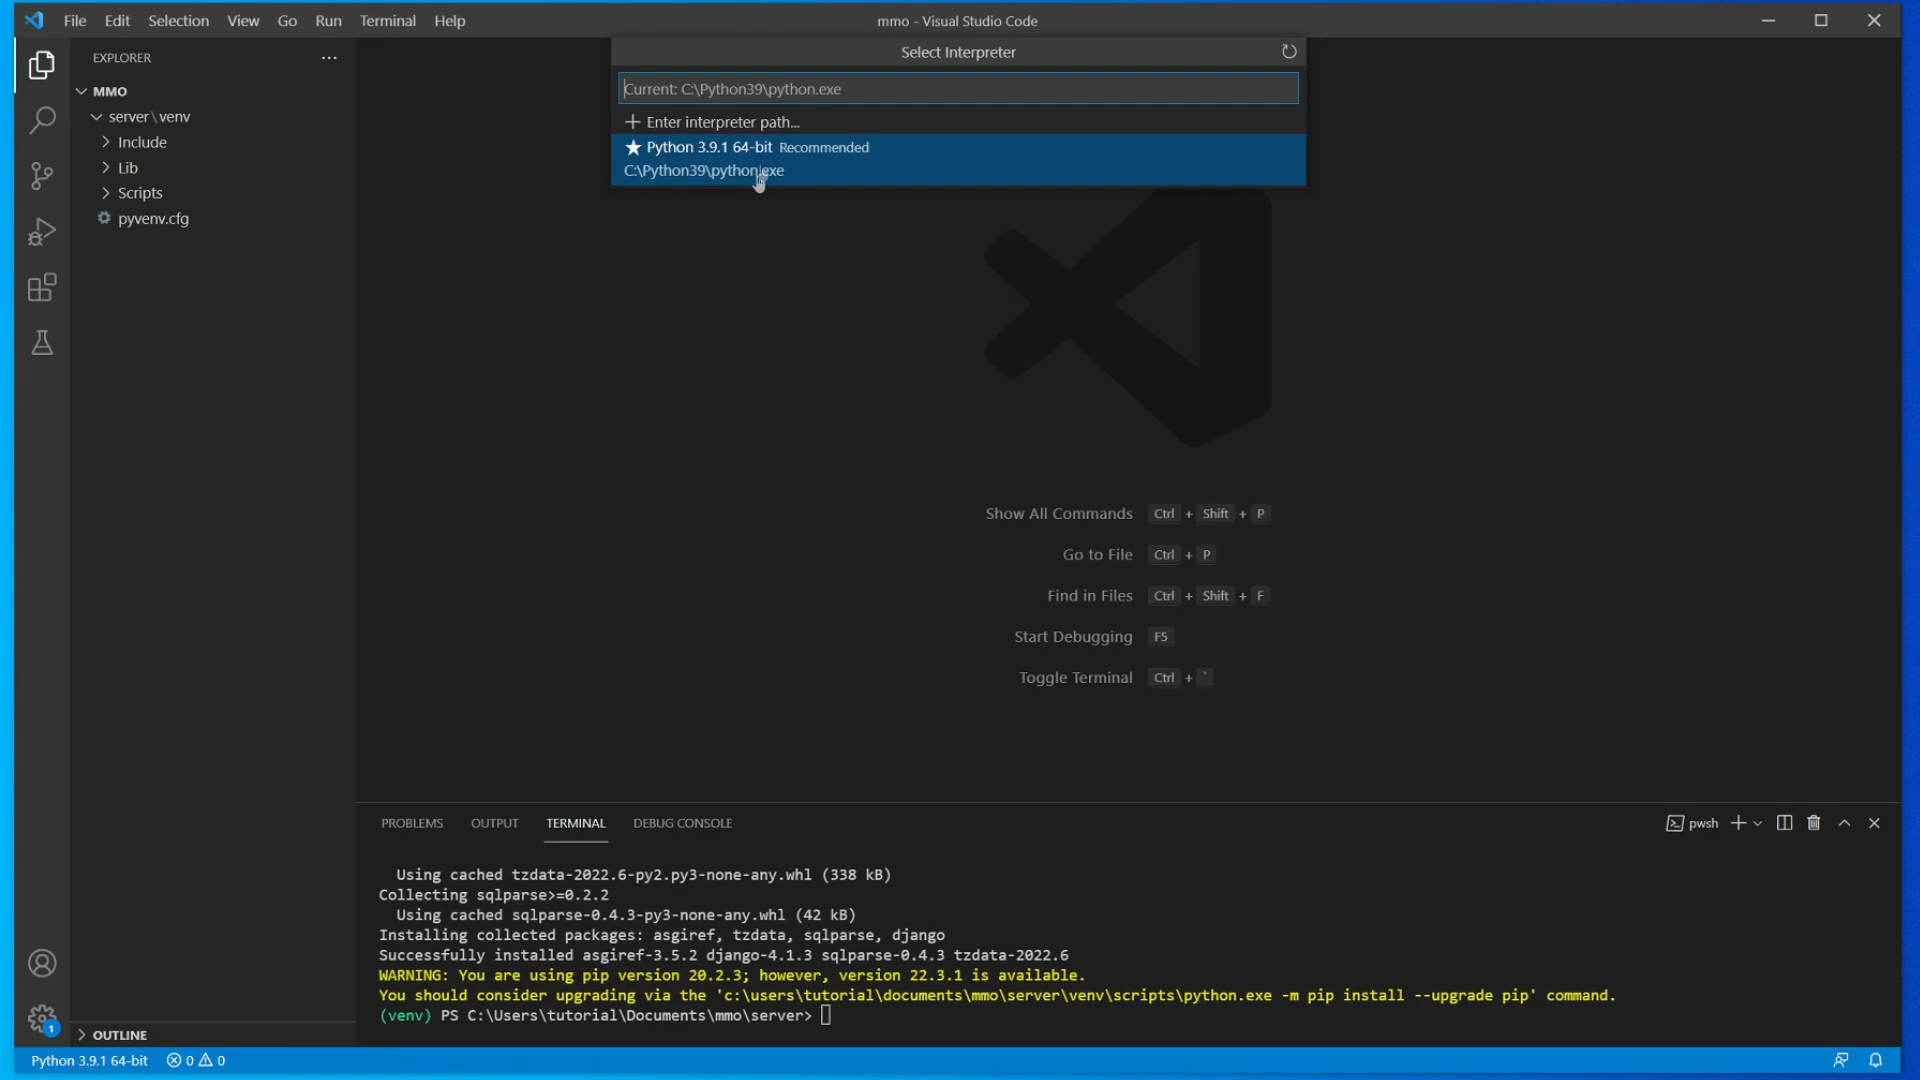 File Edit Selection View Go Run Terminal Help
mmo - Visual Studio Code
EXPLORER
MMO
server\venv
Include
Lib
Scripts
pyvenv.cfg
Select Interpreter
Current: C:\Python39\python.exe
Enter interpreter path...
Python 3.9.1 64-bit Recommended
C:\Python39\python.exe
Show All Commands Ctrl + Shift + P
Go to File Ctrl + P
Find in Files Ctrl + Shift + F
Start Debugging F5
Toggle Terminal Ctrl + `
PROBLEMS OUTPUT TERMINAL DEBUG CONSOLE
pwsh
Using cached tzdata-2022.6-py2.py3-none-any.whl (338 kB)
Collecting sqlparse>=0.2.2
Using cached sqlparse-0.4.3-py3-none-any.whl (42 kB)
Installing collected packages: asgiref, tzdata, sqlparse, django
Successfully installed asgiref-3.5.2 django-4.1.3 sqlparse-0.4.3 tzdata-2022.6
WARNING: You are using pip version 20.2.3; however, version 22.3.1 is available.
You should consider upgrading via the 'c:\users\tutorial\documents\mmo\server\venv\scripts\python.exe -m pip install --upgrade pip' command.
(venv) PS C:\Users\tutorial\Documents\mmo\server>
1
OUTLINE
Python 3.9.1 64-bit 0 0